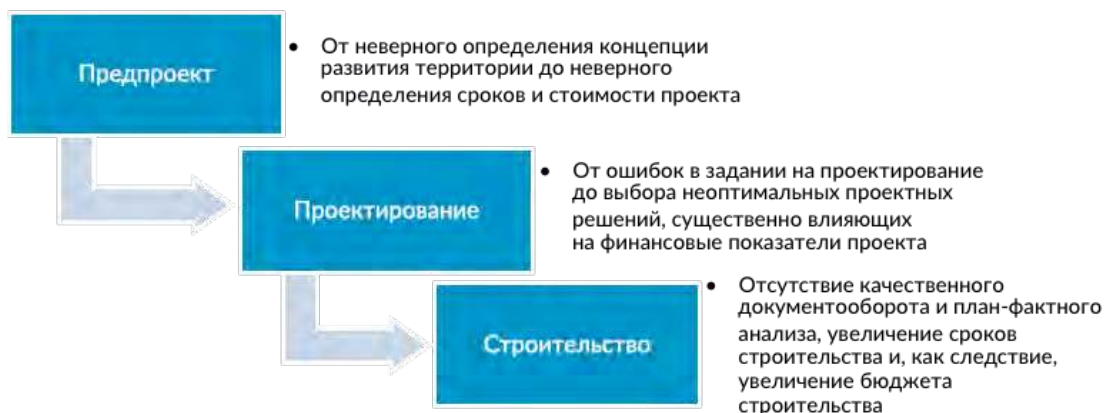 Предпроект
• От неверного определения концепции
развития территории до неверного
определения сроков и стоимости проекта
Проектирование
• От ошибок в задании на проектирование
до выбора неоптимальных проектных
решений, существенно влияющих
на финансовые показатели проекта
Строительство
• Отсутствие качественного
документооборота и план-фактного
анализа, увеличение сроков
строительства и, как следствие,
увеличение бюджета
строительства